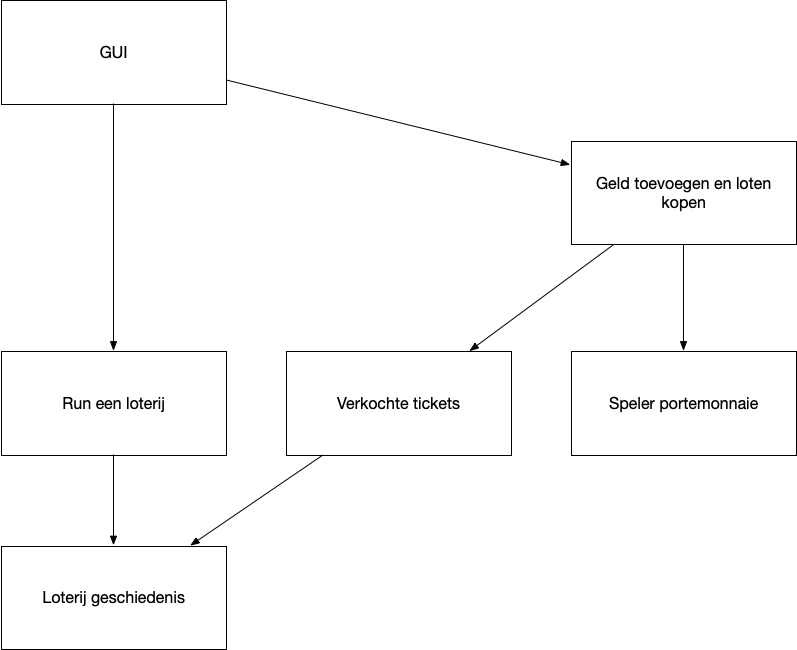 GUI
Geld toevoegen en loten
kopen
Run een loterij
Verkochte tickets
Speler portemonnaie
Loterij geschiedenis